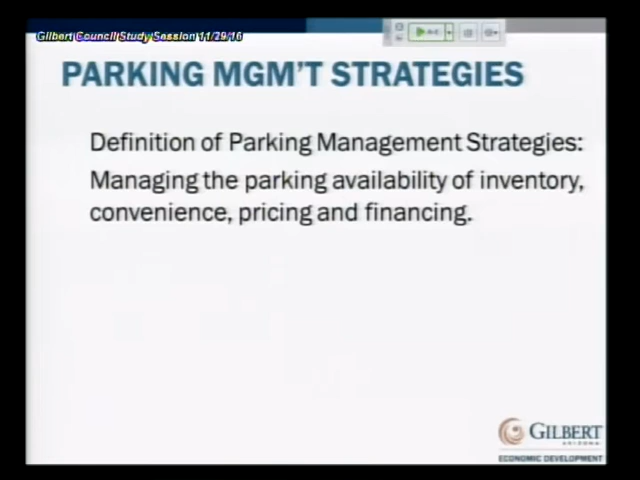 Gilbert Council Study Session 11/29/16
PARKING MGM'T STRATEGIES
Definition of Parking Management Strategies:
Managing the parking availability of inventory,
convenience, pricing and financing.
GILBERT
ARIZONA
ECONOMIC DEVELOPMENT